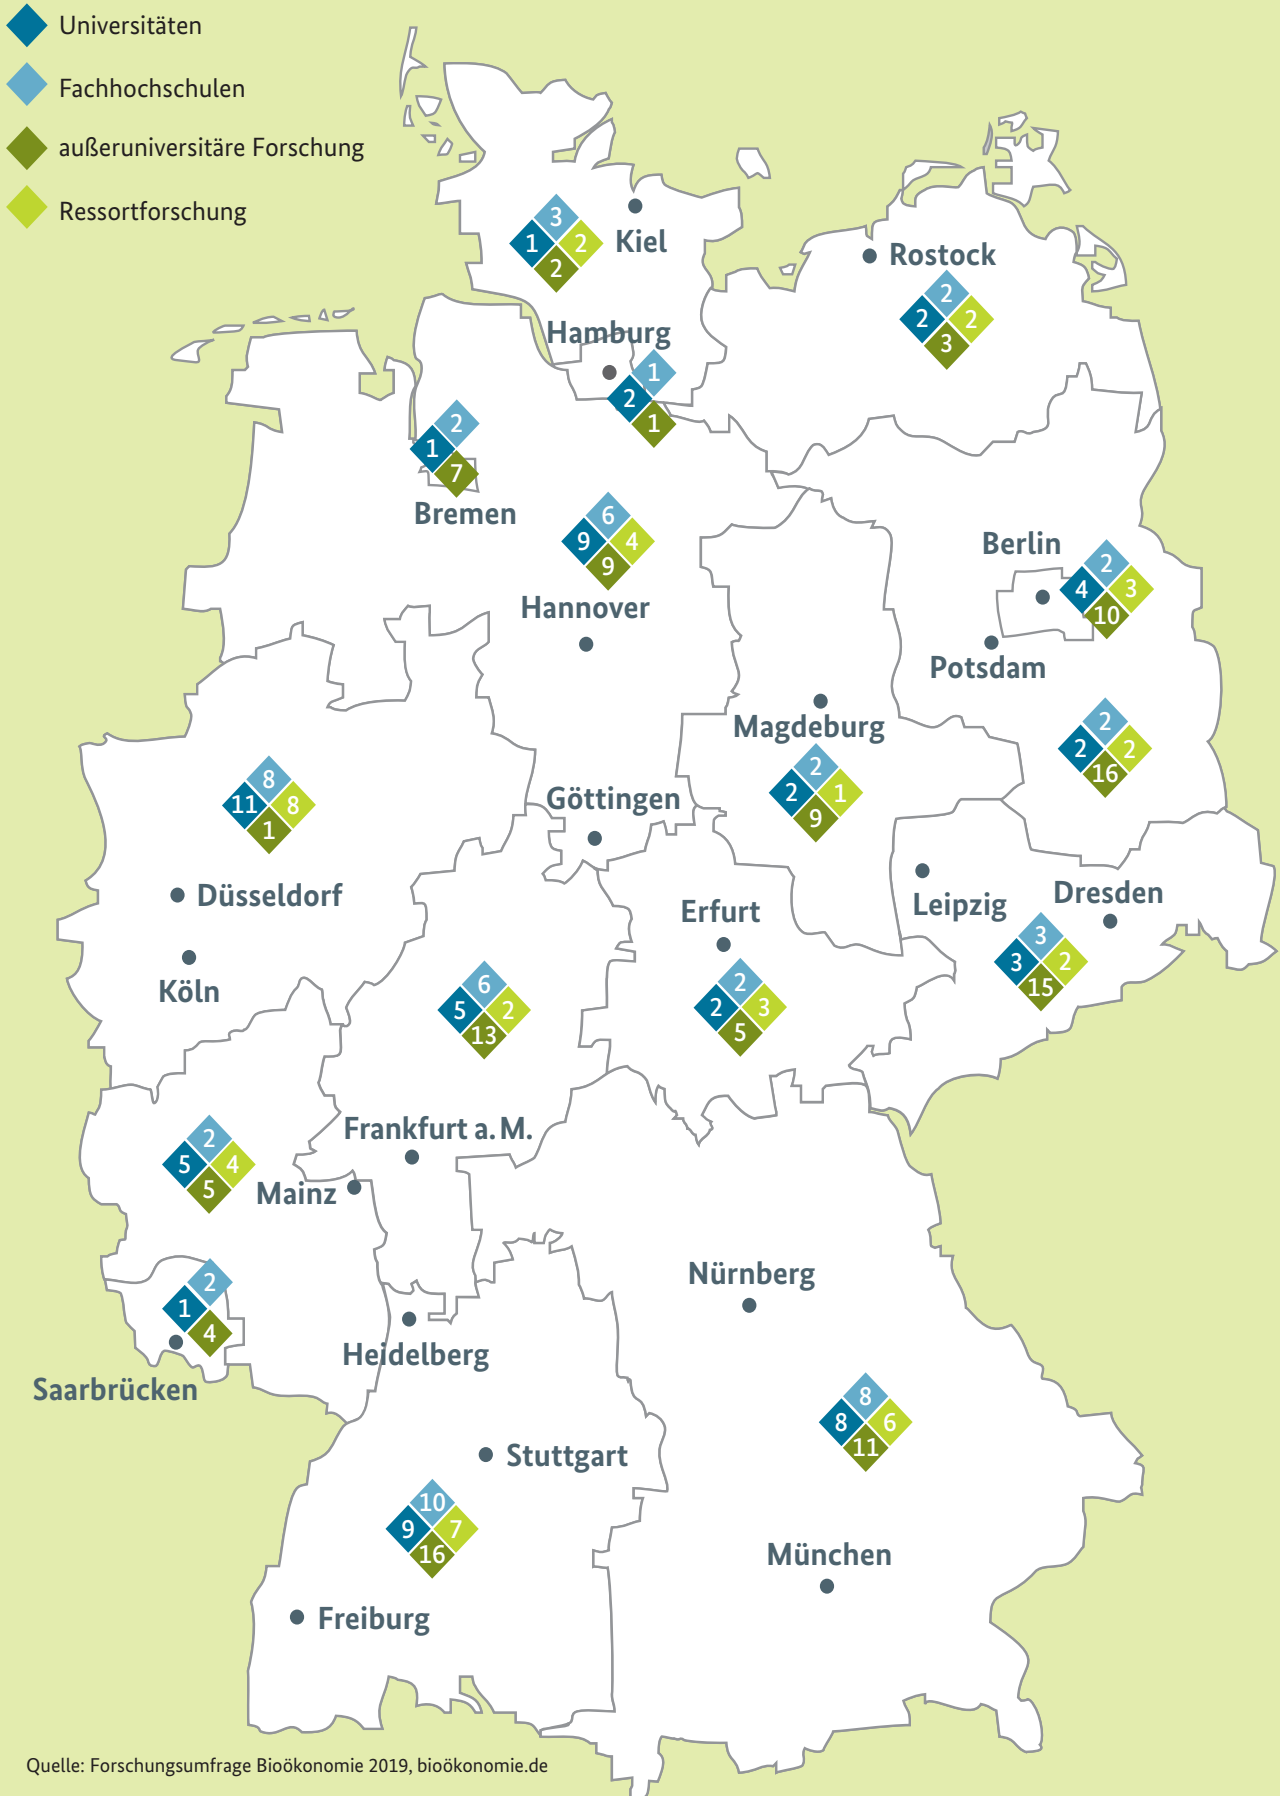 Universitäten
Fachhochschulen
außeruniversitäre Forschung
Ressortforschung
3
1 2
2
Kiel
Rostock
2
2 2
3
Hamburg
1
2
1
2
1
7
Bremen
6
9 4
9
Hannover
Berlin
2
4 3
10
Potsdam
Magdeburg
2
2 1
9
2
2 2
16
8
11 8
1
Göttingen
Düsseldorf
Köln
Leipzig
Dresden
3
3 2
15
Erfurt
2
2 3
5
6
5 2
13
Frankfurt a. M.
2
5 4
5
Mainz
2
1
4
Saarbrücken
Heidelberg
Nürnberg
8
8 6
11
Stuttgart
10
9 7
16
München
Freiburg
Quelle: Forschungsumfrage Bioökonomie 2019, bioökonomie.de